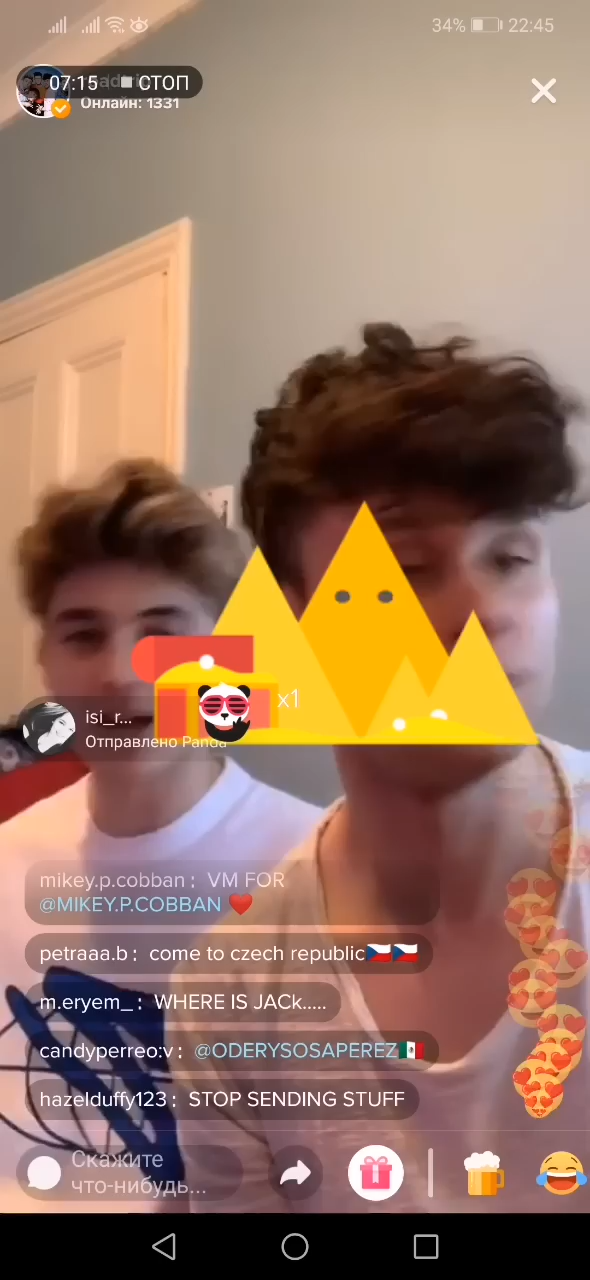 34% 22:45
07:15 СТОП
Онлайн: 1331
x1
isi_r...
Отправлено Panda
mikey.p.cobban : VM FOR
@MIKEY.P.COBBAN ❤️
petraaa.b : come to czech republic🇨🇿🇨🇿
m.eryem_ : WHERE IS JACk.....
candyperreo:v : @ODERYSOSAPEREZ🇲🇽
hazelduffy123 : STOP SENDING STUFF
Скажите
что-нибудь...